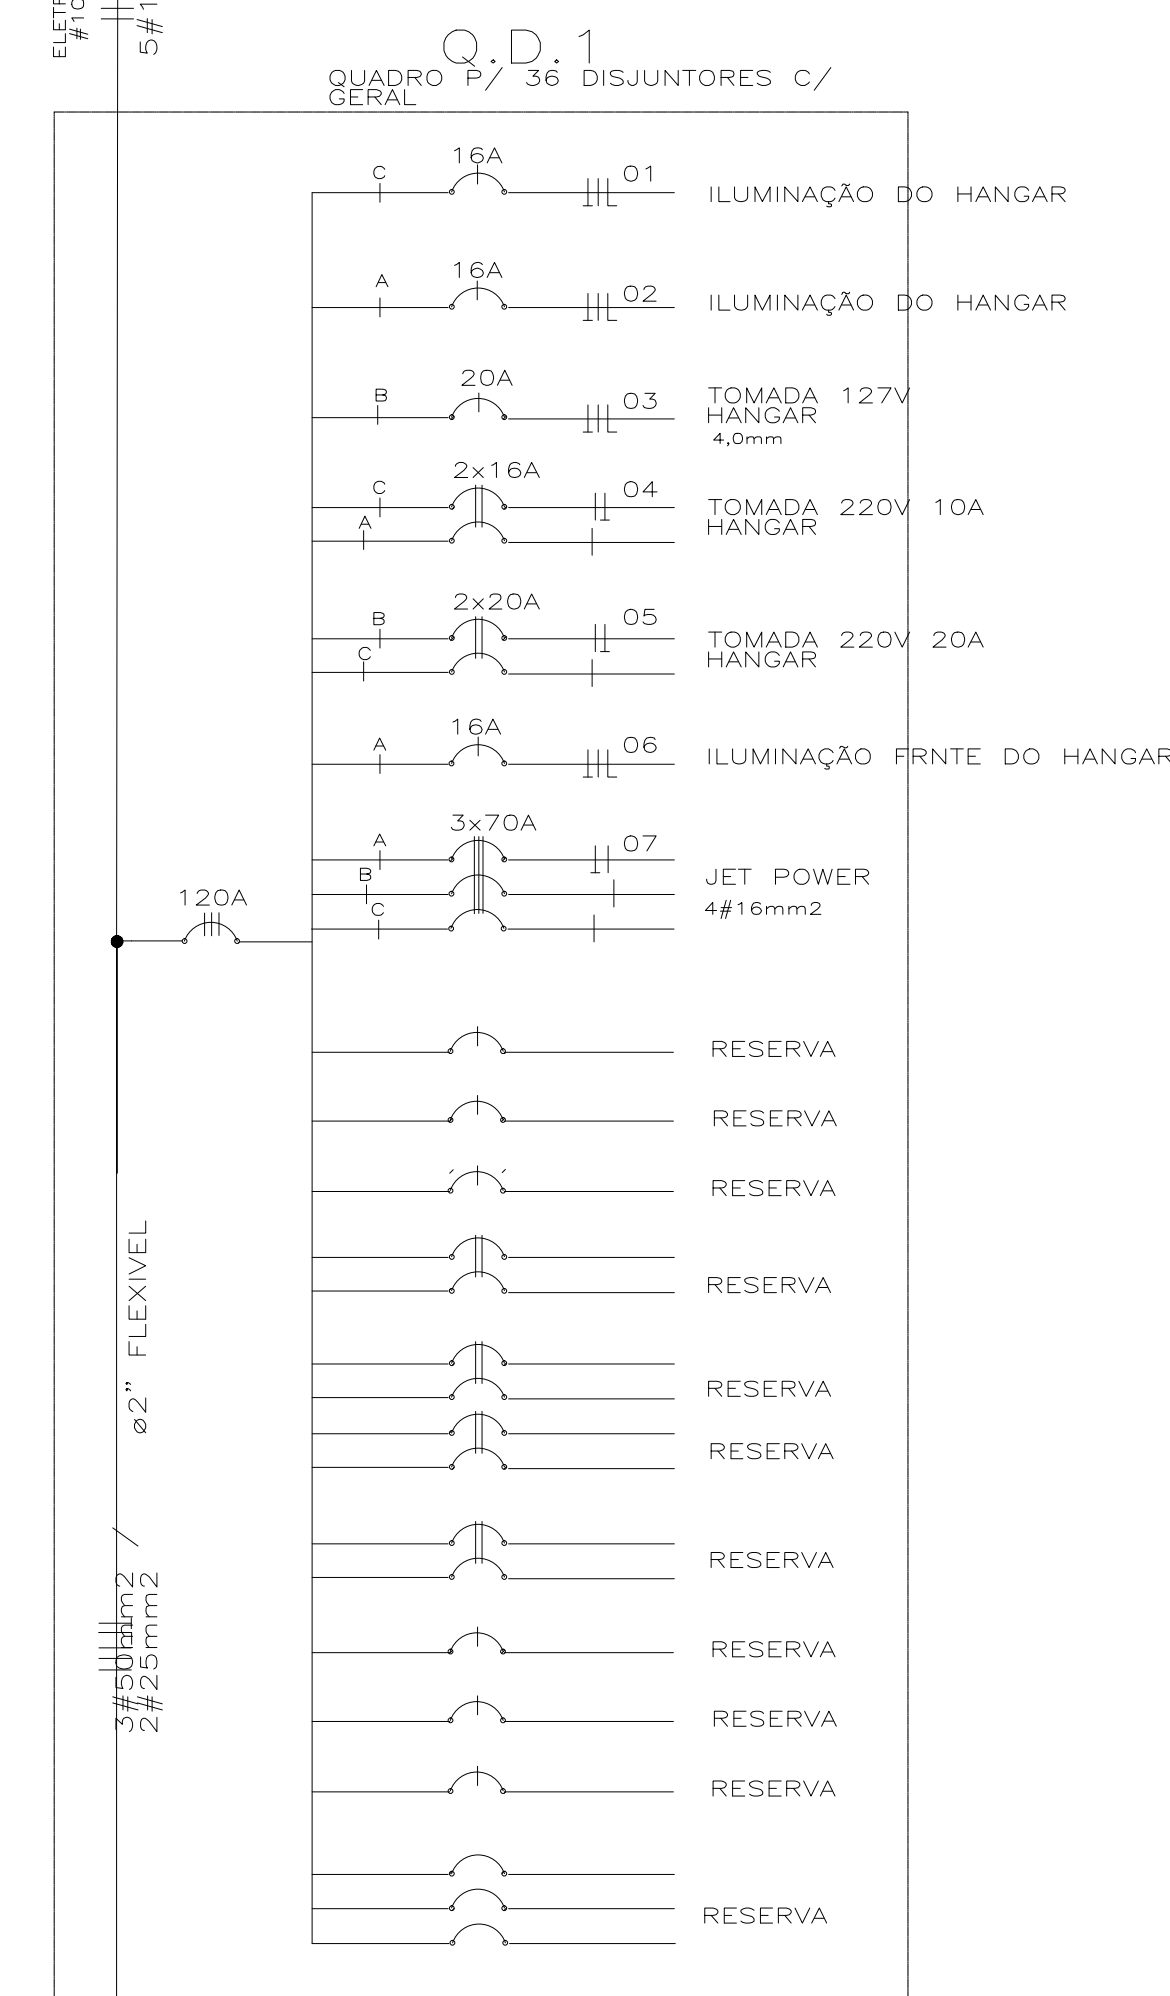 5#1
#10
Q.D.1
QUADRO P/ 36 DISJUNTORES C/
GERAL
16A
C
01
ILUMINAÇÃO DO HANGAR
16A
A
02
ILUMINAÇÃO DO HANGAR
20A
B
03
TOMADA 127V
HANGAR
4,0mm
2x16A
C
04
A
TOMADA 220V 10A
HANGAR
2x20A
B
05
C
TOMADA 220V 20A
HANGAR
16A
A
06
ILUMINAÇÃO FRNTE DO HANGAR
3x70A
A
07
B
C
JET POWER
4#16mm2
120A
RESERVA
RESERVA
RESERVA
RESERVA
RESERVA
RESERVA
RESERVA
RESERVA
RESERVA
RESERVA
RESERVA
ø2” FLEXIVEL
3#50mm2 /
2#25mm2